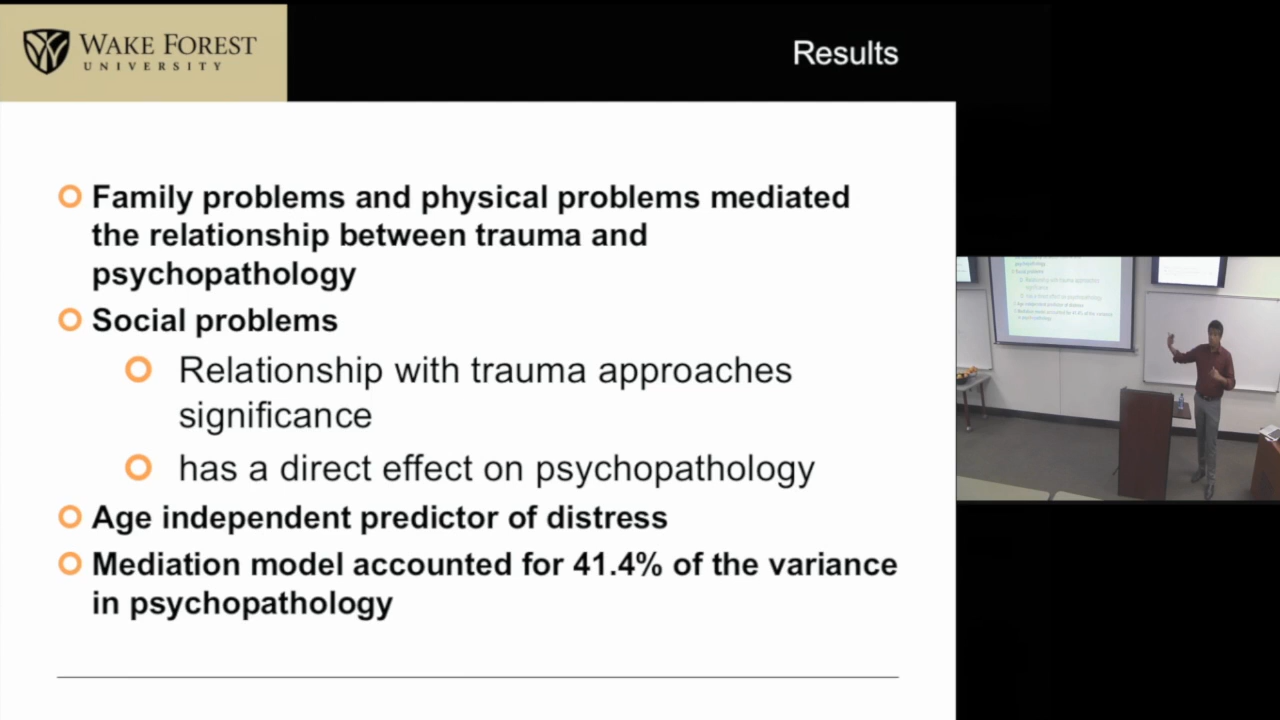 WAKE FOREST
UNIVERSITY
Results
Family problems and physical problems mediated
the relationship between trauma and
psychopathology
Social problems
Relationship with trauma approaches
significance
has a direct effect on psychopathology
Age independent predictor of distress
Mediation model accounted for 41.4% of the variance
in psychopathology